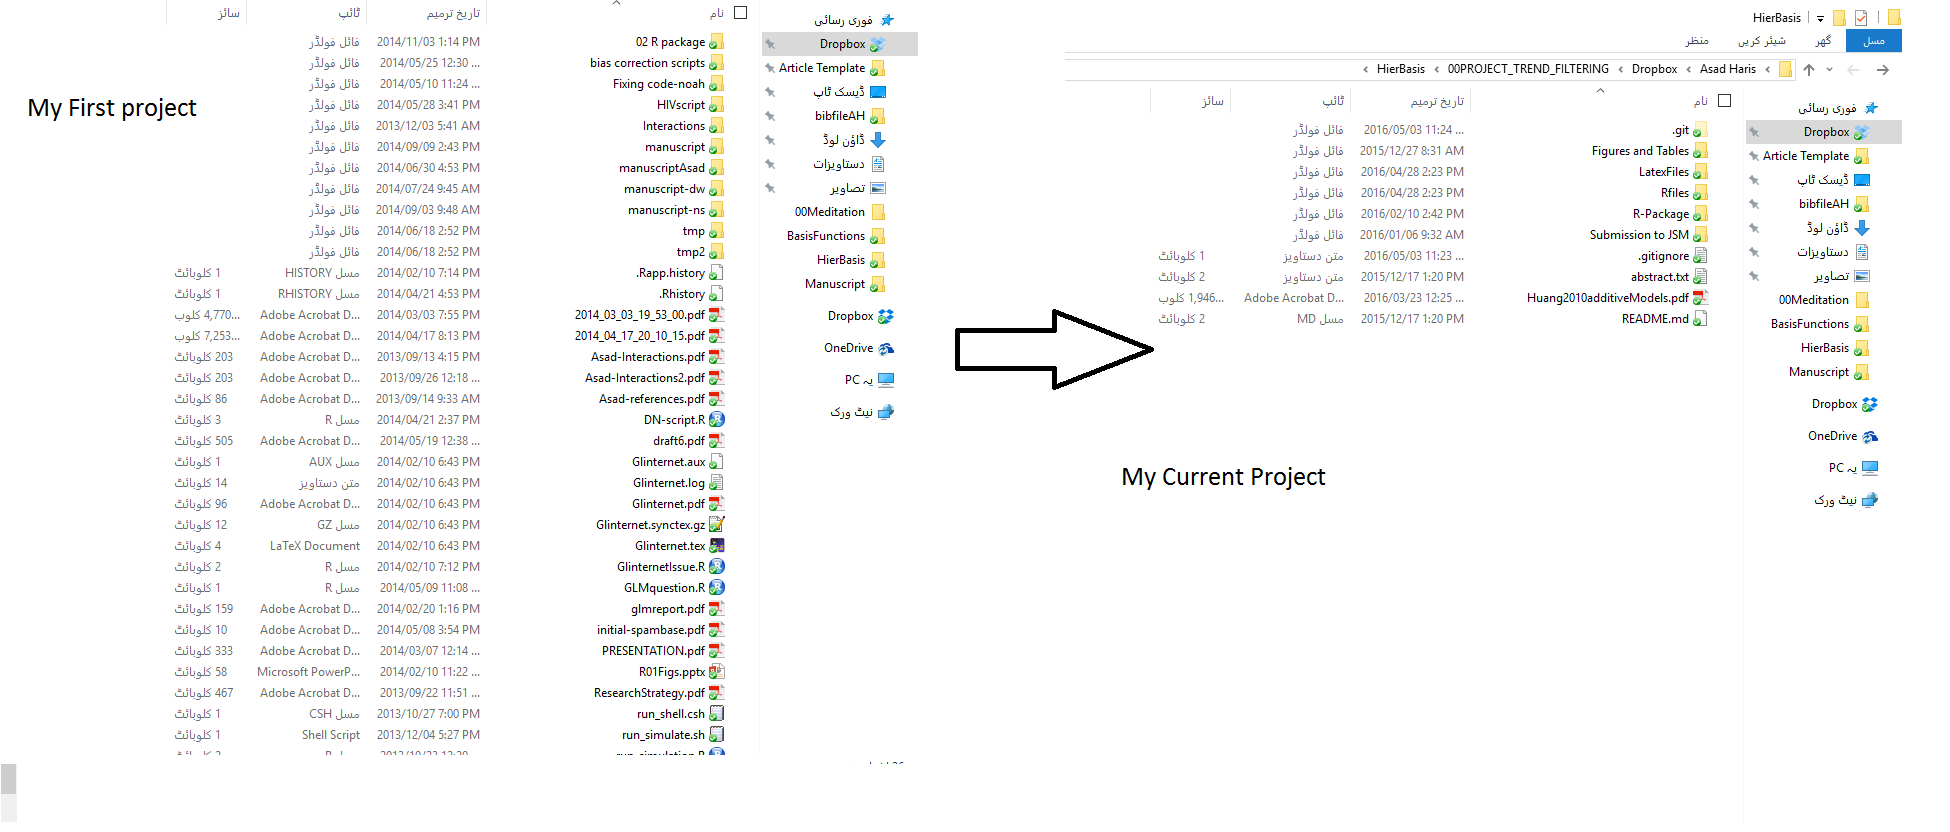 My First project
نام تاریخ ترمیم ٹائپ سائز
02 R package 2014/11/03 1:14 PM فائل فولڈر
bias correction scripts 2014/05/25 12:30 ... فائل فولڈر
Fixing code-noah 2014/05/10 11:24 ... فائل فولڈر
HIVscript 2014/05/28 3:41 PM فائل فولڈر
Interactions 2013/12/03 5:41 AM فائل فولڈر
manuscript 2014/09/09 2:43 PM فائل فولڈر
manuscriptAsad 2014/06/30 4:53 PM فائل فولڈر
manuscript-dw 2014/07/24 9:45 AM فائل فولڈر
manuscript-ns 2014/09/03 9:48 AM فائل فولڈر
tmp 2014/06/18 2:52 PM فائل فولڈر
tmp2 2014/06/18 2:52 PM فائل فولڈر
.Rapp.history 2014/02/10 7:14 PM مسل HISTORY 1 کلوبائٹ
.Rhistory 2014/04/21 4:53 PM مسل RHISTORY 1 کلوبائٹ
2014_03_03_19_53_00.pdf 2014/03/03 7:55 PM Adobe Acrobat D... 4,770 کلوب...
2014_04_17_20_10_15.pdf 2014/04/17 8:13 PM Adobe Acrobat D... 7,253 کلوب...
Asad-Interactions.pdf 2013/09/13 4:15 PM Adobe Acrobat D... 203 کلوبائٹ
Asad-Interactions2.pdf 2013/09/26 12:18 ... Adobe Acrobat D... 203 کلوبائٹ
Asad-references.pdf 2013/09/14 9:33 AM Adobe Acrobat D... 86 کلوبائٹ
DN-script.R 2014/04/21 2:37 PM مسل R 3 کلوبائٹ
draft6.pdf 2014/05/19 12:38 ... Adobe Acrobat D... 505 کلوبائٹ
Glinternet.aux 2014/02/10 6:43 PM مسل AUX 1 کلوبائٹ
Glinternet.log 2014/02/10 6:43 PM متن دستاویز 14 کلوبائٹ
Glinternet.pdf 2014/02/10 6:43 PM Adobe Acrobat D... 96 کلوبائٹ
Glinternet.synctex.gz 2014/02/10 6:43 PM مسل GZ 12 کلوبائٹ
Glinternet.tex 2014/02/10 6:43 PM LaTeX Document 4 کلوبائٹ
GlinternetIssue.R 2014/02/10 7:12 PM مسل R 2 کلوبائٹ
GLMquestion.R 2014/05/09 11:08 ... مسل R 1 کلوبائٹ
glmreport.pdf 2014/02/20 1:16 PM Adobe Acrobat D... 159 کلوبائٹ
initial-spambase.pdf 2014/05/08 3:54 PM Adobe Acrobat D... 10 کلوبائٹ
PRESENTATION.pdf 2014/03/07 12:14 ... Adobe Acrobat D... 333 کلوبائٹ
R01Figs.pptx 2014/02/10 11:22 ... Microsoft PowerP... 58 کلوبائٹ
ResearchStrategy.pdf 2013/09/22 11:51 ... Adobe Acrobat D... 467 کلوبائٹ
run_shell.csh 2013/10/27 7:00 PM مسل CSH 1 کلوبائٹ
run_simulate.sh 2013/12/04 5:27 PM Shell Script 1 کلوبائٹ
فوری رسائی
Dropbox
Article Template
ڈیسک ٹاپ
bibfileAH
ڈاؤن لوڈ
دستاویزات
تصاویر
00Meditation
BasisFunctions
HierBasis
Manuscript
Dropbox
OneDrive
یہ PC
نیٹ ورک
HierBasis
مسل گھر شیئر کریں منظر
Asad Haris Dropbox 00PROJECT_TREND_FILTERING HierBasis
نام تاریخ ترمیم ٹائپ سائز
.git 2016/05/03 11:24 ... فائل فولڈر
Figures and Tables 2015/12/27 8:31 AM فائل فولڈر
LatexFiles 2016/04/28 2:23 PM فائل فولڈر
Rfiles 2016/04/28 2:23 PM فائل فولڈر
R-Package 2016/02/10 2:42 PM فائل فولڈر
Submission to JSM 2016/01/06 9:32 AM فائل فولڈر
.gitignore 2016/05/03 11:23 ... متن دستاویز 1 کلوبائٹ
abstract.txt 2015/12/17 1:20 PM متن دستاویز 2 کلوبائٹ
Huang2010additiveModels.pdf 2016/03/23 12:25 ... Adobe Acrobat D... 1,946 کلوب...
README.md 2015/12/17 1:20 PM مسل MD 2 کلوبائٹ
فوری رسائی
Dropbox
Article Template
ڈیسک ٹاپ
bibfileAH
ڈاؤن لوڈ
دستاویزات
تصاویر
00Meditation
BasisFunctions
HierBasis
Manuscript
Dropbox
OneDrive
یہ PC
نیٹ ورک
My Current Project